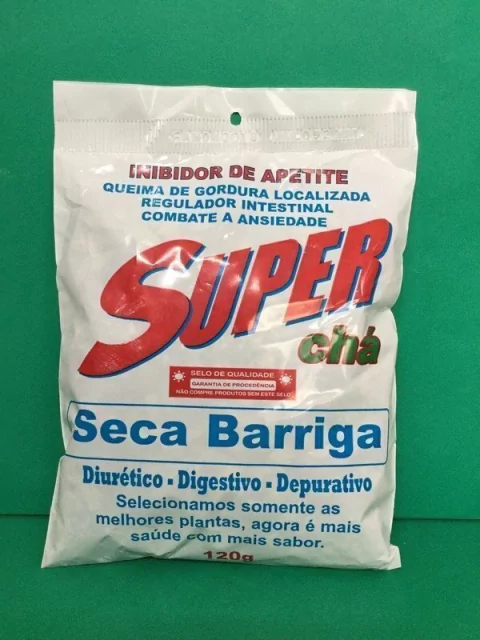 INIBIDOR DE APETITE
QUEIMA DE GORDURA LOCALIZADA
REGULADOR INTESTINAL
COMBATE A ANSIEDADE
SUPER
chá
SELO DE QUALIDADE
GARANTIA DE PROCEDÊNCIA
NÃO COMPRE PRODUTOS SEM ESTE SELO
Seca Barriga
Diurético - Digestivo - Depurativo
Selecionamos somente as
melhores plantas, agora é mais
saúde com mais sabor.
120g